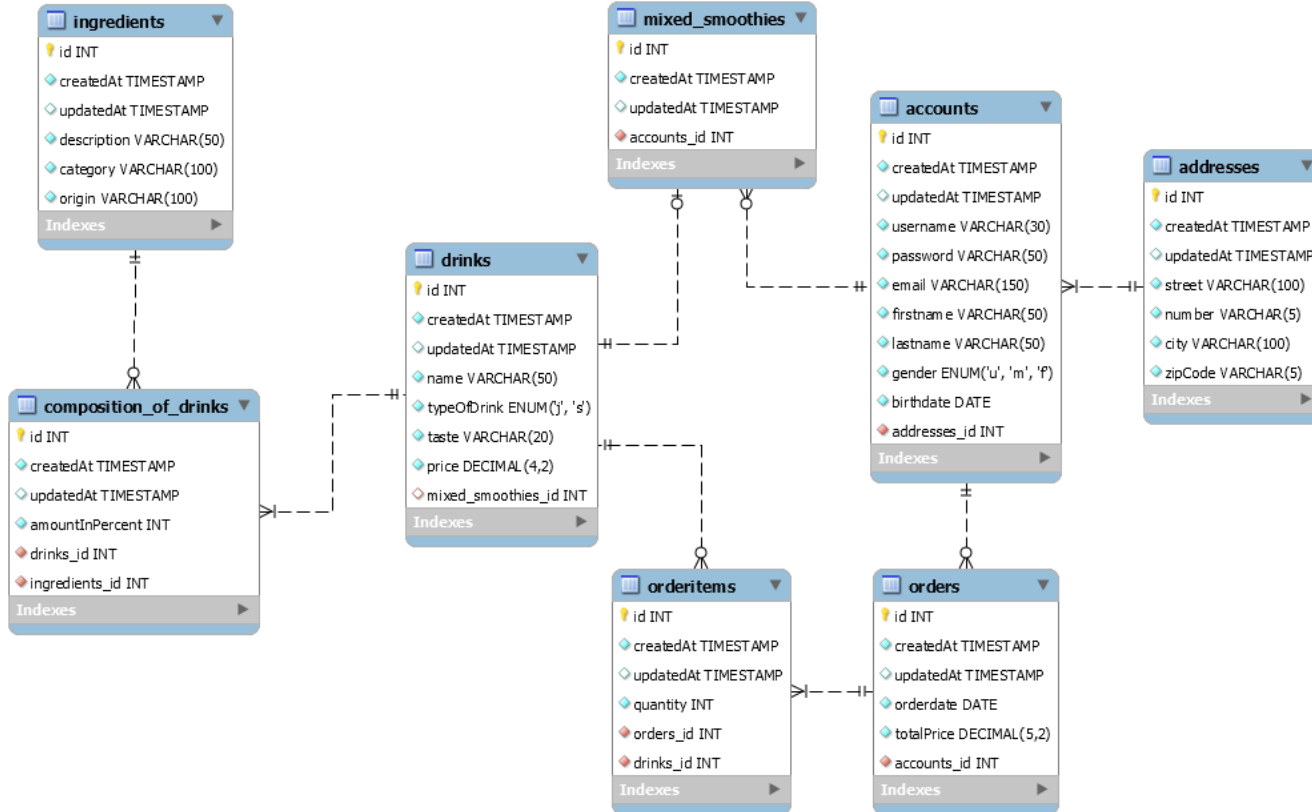 ingredients
id INT
createdAt TIMESTAMP
updatedAt TIMESTAMP
description VARCHAR(50)
category VARCHAR(100)
origin VARCHAR(100)
Indexes
mixed_smoothies
id INT
createdAt TIMESTAMP
updatedAt TIMESTAMP
accounts_id INT
Indexes
accounts
id INT
createdAt TIMESTAMP
updatedAt TIMESTAMP
username VARCHAR(30)
password VARCHAR(50)
email VARCHAR(150)
firstname VARCHAR(50)
lastname VARCHAR(50)
gender ENUM('u', 'm', 'f')
birthdate DATE
addresses_id INT
Indexes
addresses
id INT
createdAt TIMESTAMP
updatedAt TIMESTAMP
street VARCHAR(100)
number VARCHAR(5)
city VARCHAR(100)
zipCode VARCHAR(5)
Indexes
drinks
id INT
createdAt TIMESTAMP
updatedAt TIMESTAMP
name VARCHAR(50)
typeOfDrink ENUM('j', 's')
taste VARCHAR(20)
price DECIMAL(4,2)
mixed_smoothies_id INT
Indexes
composition_of_drinks
id INT
createdAt TIMESTAMP
updatedAt TIMESTAMP
amountInPercent INT
drinks_id INT
ingredients_id INT
Indexes
orderitems
id INT
createdAt TIMESTAMP
updatedAt TIMESTAMP
quantity INT
orders_id INT
drinks_id INT
Indexes
orders
id INT
createdAt TIMESTAMP
updatedAt TIMESTAMP
orderdate DATE
totalPrice DECIMAL(5,2)
accounts_id INT
Indexes